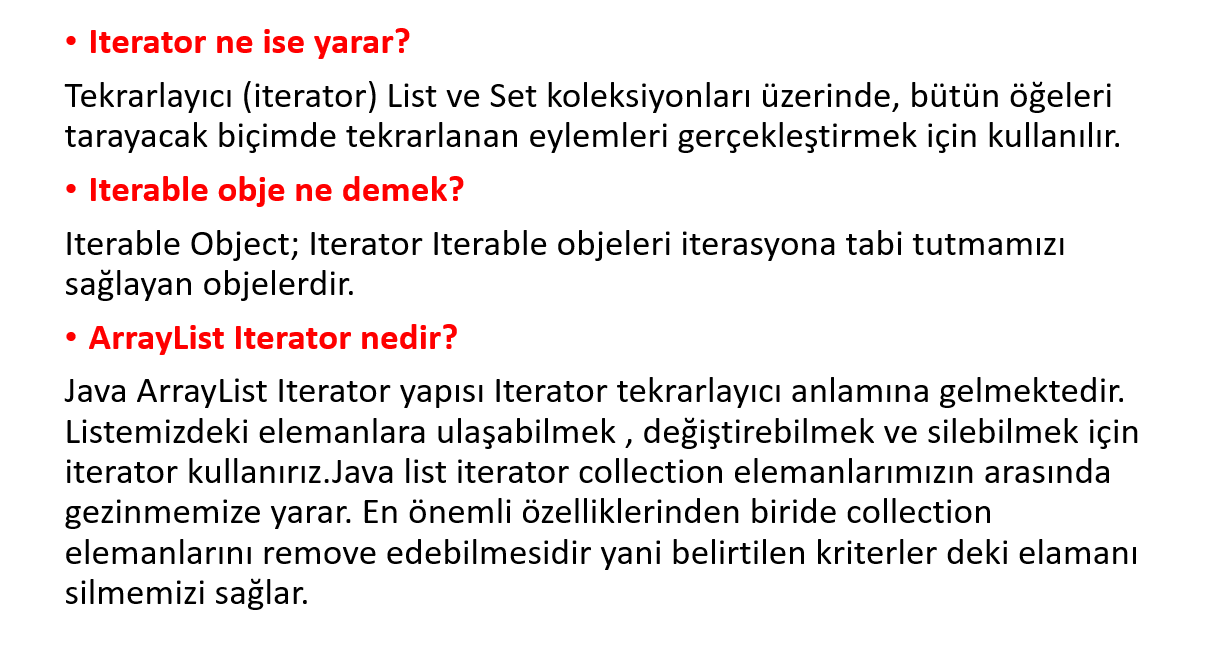 • Iterator ne ise yarar?
Tekrarlayıcı (iterator) List ve Set koleksiyonları üzerinde, bütün öğeleri
tarayacak biçimde tekrarlanan eylemleri gerçekleştirmek için kullanılır.
• Iterable obje ne demek?
Iterable Object; Iterator Iterable objeleri iterasyona tabi tutmamızı
sağlayan objelerdir.
• ArrayList Iterator nedir?
Java ArrayList Iterator yapısı Iterator tekrarlayıcı anlamına gelmektedir.
Listemizdeki elemanlara ulaşabilmek , değiştirebilmek ve silebilmek için
iterator kullanırız.Java list iterator collection elemanlarımızın arasında
gezinmemize yarar. En önemli özelliklerinden biride collection
elemanlarını remove edebilmesidir yani belirtilen kriterler deki elamanı
silmemizi sağlar.